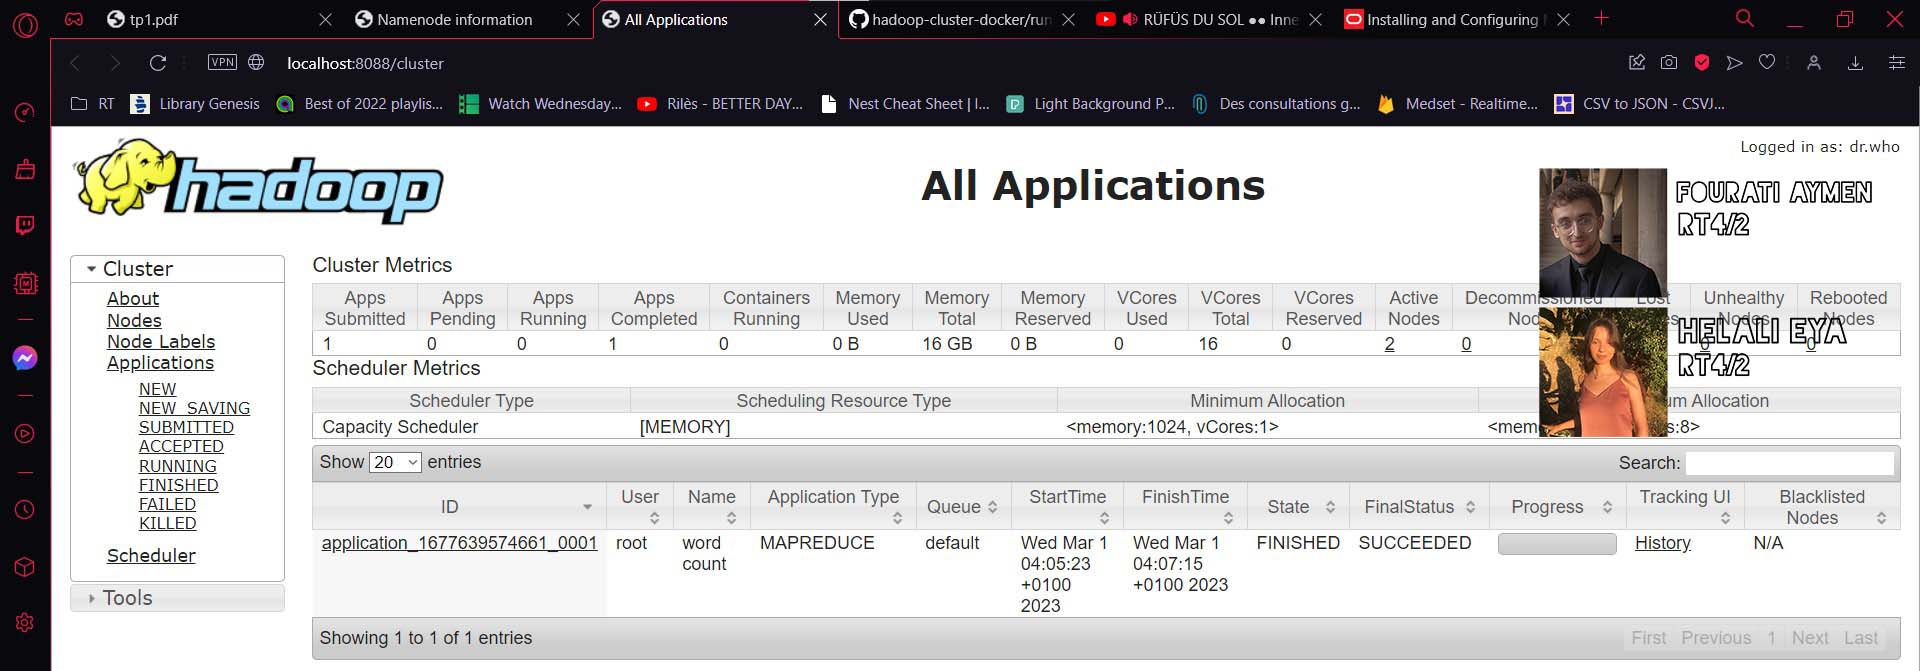 tp1.pdf
Namenode information
All Applications
hadoop-cluster-docker/run
RÜFÜS DU SOL ●● Inne
Installing and Configuring
VPN
localhost:8088/cluster
RT
Library Genesis
Best of 2022 playlis...
Watch Wednesday...
Rilès - BETTER DAY...
Nest Cheat Sheet | I...
Light Background P...
Des consultations g...
Medset - Realtime...
CSV to JSON - CSVJ...
Logged in as: dr.who
hadoop
All Applications
FOURATI AYMEN
RT4/2
HELALI EYA
RT4/2
Cluster
About
Nodes
Node Labels
Applications
NEW
NEW_SAVING
SUBMITTED
ACCEPTED
RUNNING
FINISHED
FAILED
KILLED
Scheduler
Tools
Cluster Metrics
Apps Submitted Apps Pending Apps Running Apps Completed Containers Running Memory Used Memory Total Memory Reserved VCores Used VCores Total VCores Reserved Active Nodes Decommissioned Lost Unhealthy Nodes Rebooted Nodes
1 0 0 1 0 0 B 16 GB 0 B 0 16 0 2 0 0 0
Scheduler Metrics
Scheduler Type Scheduling Resource Type Minimum Allocation Allocation
Capacity Scheduler [MEMORY] <memory:1024, vCores:1> :8>
Show 20 entries Search:
ID User Name Application Type Queue StartTime FinishTime State FinalStatus Progress Tracking UI Blacklisted Nodes
application_1677639574661_0001 root word count MAPREDUCE default Wed Mar 1 04:05:23 +0100 2023 Wed Mar 1 04:07:15 +0100 2023 FINISHED SUCCEEDED History N/A
Showing 1 to 1 of 1 entries First Previous 1 Next Last